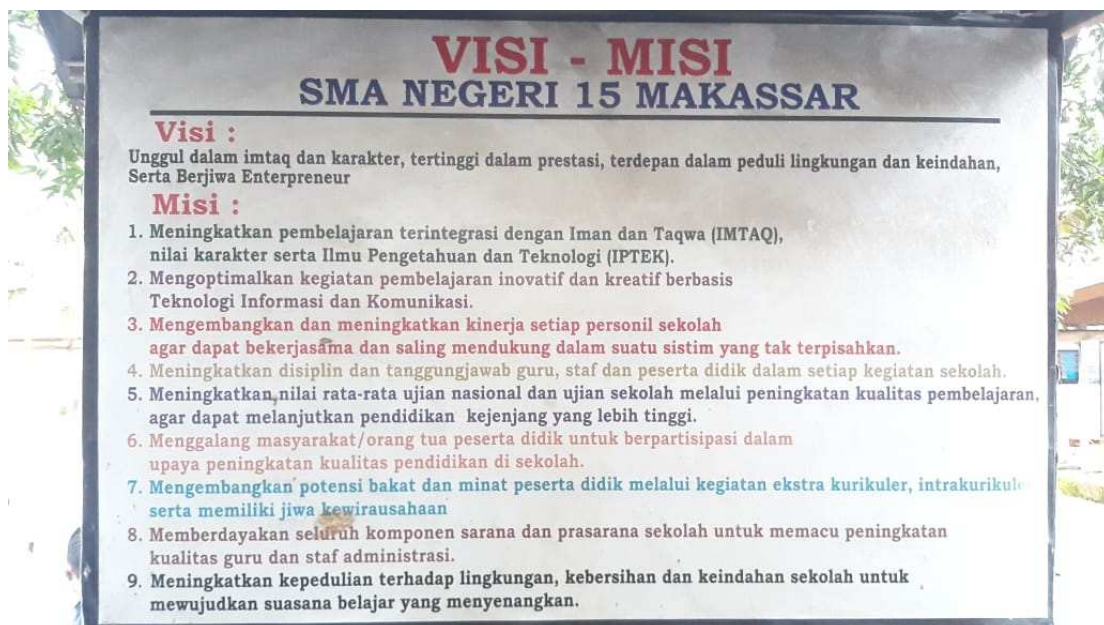 VISI - MISI
SMA NEGERI 15 MAKASSAR
Visi :
Unggul dalam imtaq dan karakter, tertinggi dalam prestasi, terdepan dalam peduli lingkungan dan keindahan,
Serta Berjiwa Enterpreneur
Misi :
1. Meningkatkan pembelajaran terintegrasi dengan Iman dan Taqwa (IMTAQ),
nilai karakter serta Ilmu Pengetahuan dan Teknologi (IPTEK).
2. Mengoptimalkan kegiatan pembelajaran inovatif dan kreatif berbasis
Teknologi Informasi dan Komunikasi.
3. Mengembangkan dan meningkatkan kinerja setiap personil sekolah
agar dapat bekerjasama dan saling mendukung dalam suatu sistim yang tak terpisahkan.
4. Meningkatkan disiplin dan tanggungjawab guru, staf dan peserta didik dalam setiap kegiatan sekolah.
5. Meningkatkan nilai rata-rata ujian nasional dan ujian sekolah melalui peningkatan kualitas pembelajaran,
agar dapat melanjutkan pendidikan kejenjang yang lebih tinggi.
6. Menggalang masyarakat/orang tua peserta didik untuk berpartisipasi dalam
upaya peningkatan kualitas pendidikan di sekolah.
7. Mengembangkan potensi bakat dan minat peserta didik melalui kegiatan ekstra kurikuler,
serta memiliki jiwa kewirausahaan
8. Memberdayakan seluruh komponen sarana dan prasarana sekolah untuk memacu peningkatan
kualitas guru dan staf administrasi.
9. Meningkatkan kepedulian terhadap lingkungan, kebersihan dan keindahan sekolah untuk
mewujudkan suasana belajar yang menyenangkan.